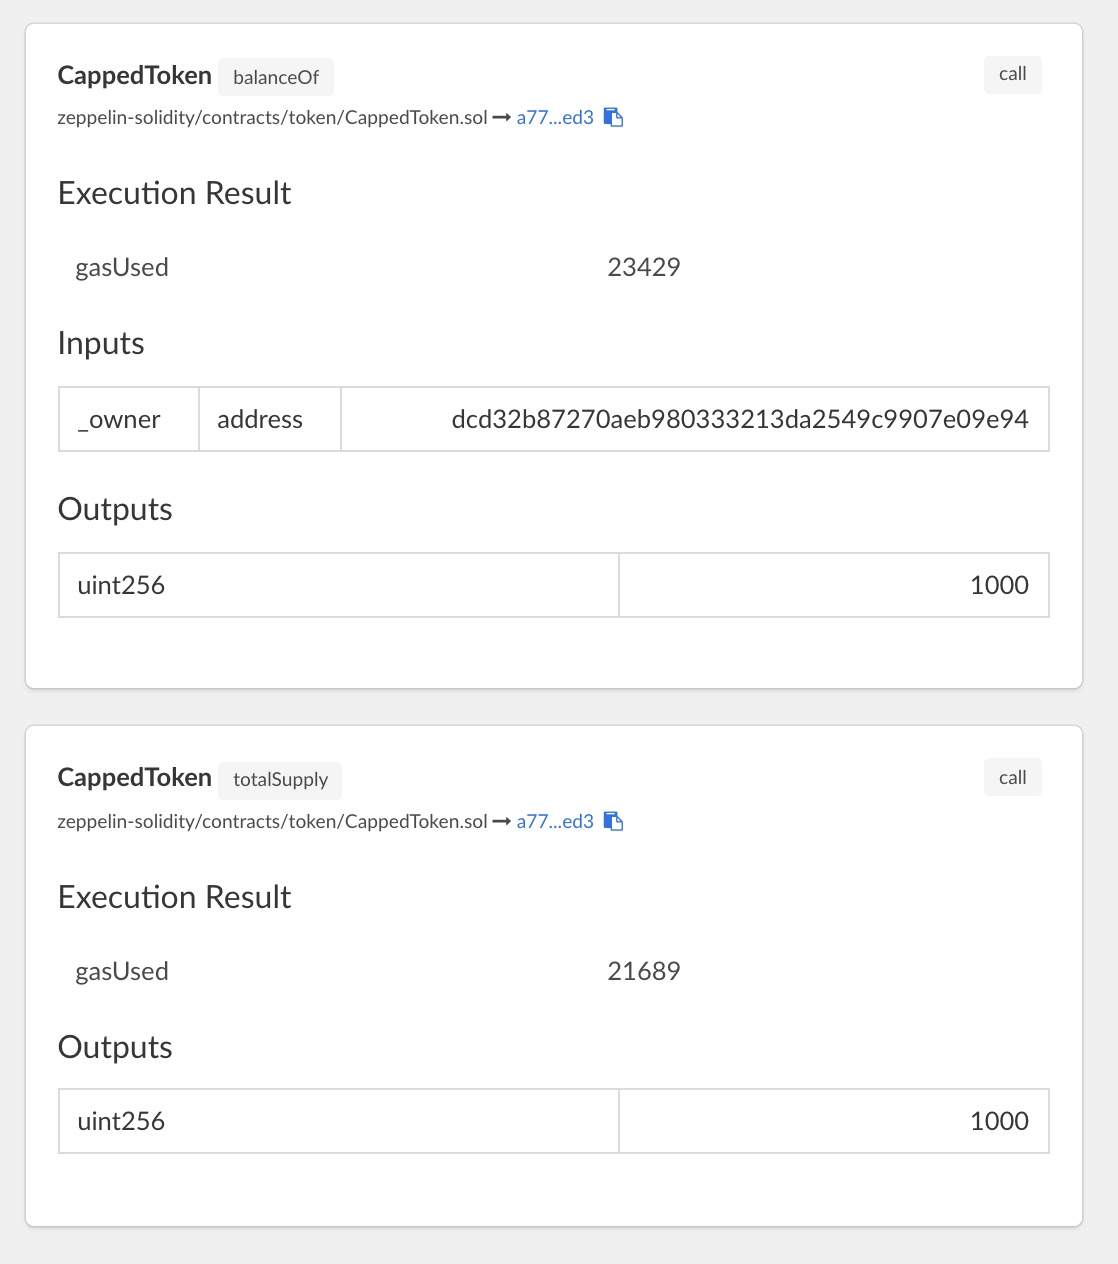 CappedToken balanceOf call
zeppelin-solidity/contracts/token/CappedToken.sol → a77...ed3
Execution Result
gasUsed 23429
Inputs
_owner address dcd32b87270aeb980333213da2549c9907e09e94
Outputs
uint256 1000
CappedToken totalSupply call
zeppelin-solidity/contracts/token/CappedToken.sol → a77...ed3
Execution Result
gasUsed 21689
Outputs
uint256 1000